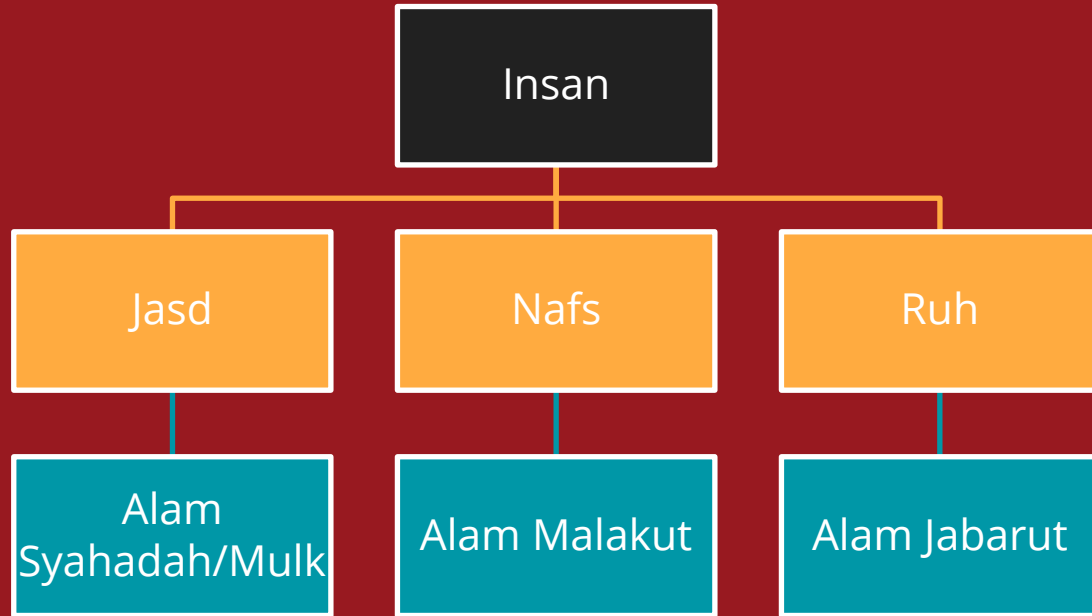 Insan
Jasd
Nafs
Ruh
Alam
Syahadah/Mulk
Alam Malakut
Alam Jabarut